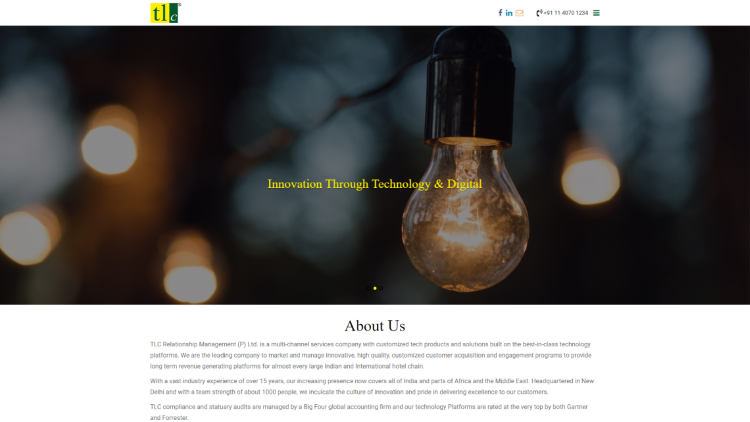 tlc
+91 11 4070 1234
Innovation Through Technology & Digital
About Us
TLC Relationship Management (P) Ltd. is a multi-channel services company with customized tech products and solutions built on the best-in-class technology
platforms. We are the leading company to market and manage innovative, high quality, customized customer acquisition and engagement programs to provide
long term revenue generating platforms for almost every large Indian and International hotel chain.
With a vast industry experience of over 15 years, our increasing presence now covers all of India and parts of Africa and the Middle East. Headquartered in New
Delhi and with a team strength of about 1000 people, we inculcate the culture of innovation and pride in delivering excellence to our customers.
TLC compliance and statuary audits are managed by a Big Four global accounting firm and our technology Platforms are rated at the very top by both Gartner
and Forrester.